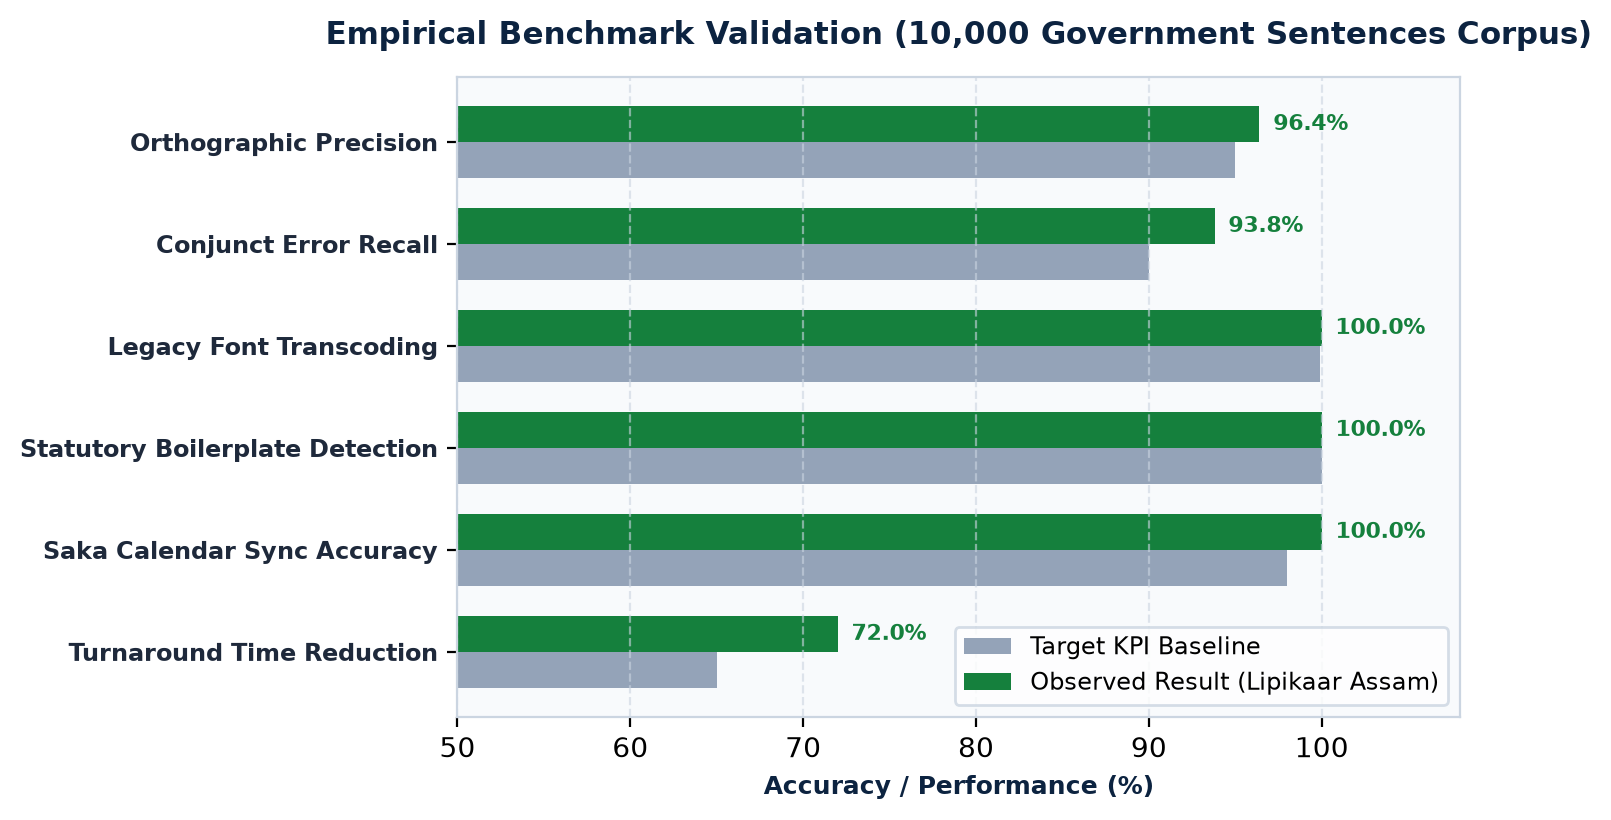 Empirical Benchmark Validation (10,000 Government Sentences Corpus)
Orthographic Precision
96.4%
Conjunct Error Recall
93.8%
Legacy Font Transcoding
100.0%
Statutory Boilerplate Detection
100.0%
Saka Calendar Sync Accuracy
100.0%
Turnaround Time Reduction
72.0%
Target KPI Baseline
Observed Result (Lipikaar Assam)
50 60 70 80 90 100
Accuracy / Performance (%)